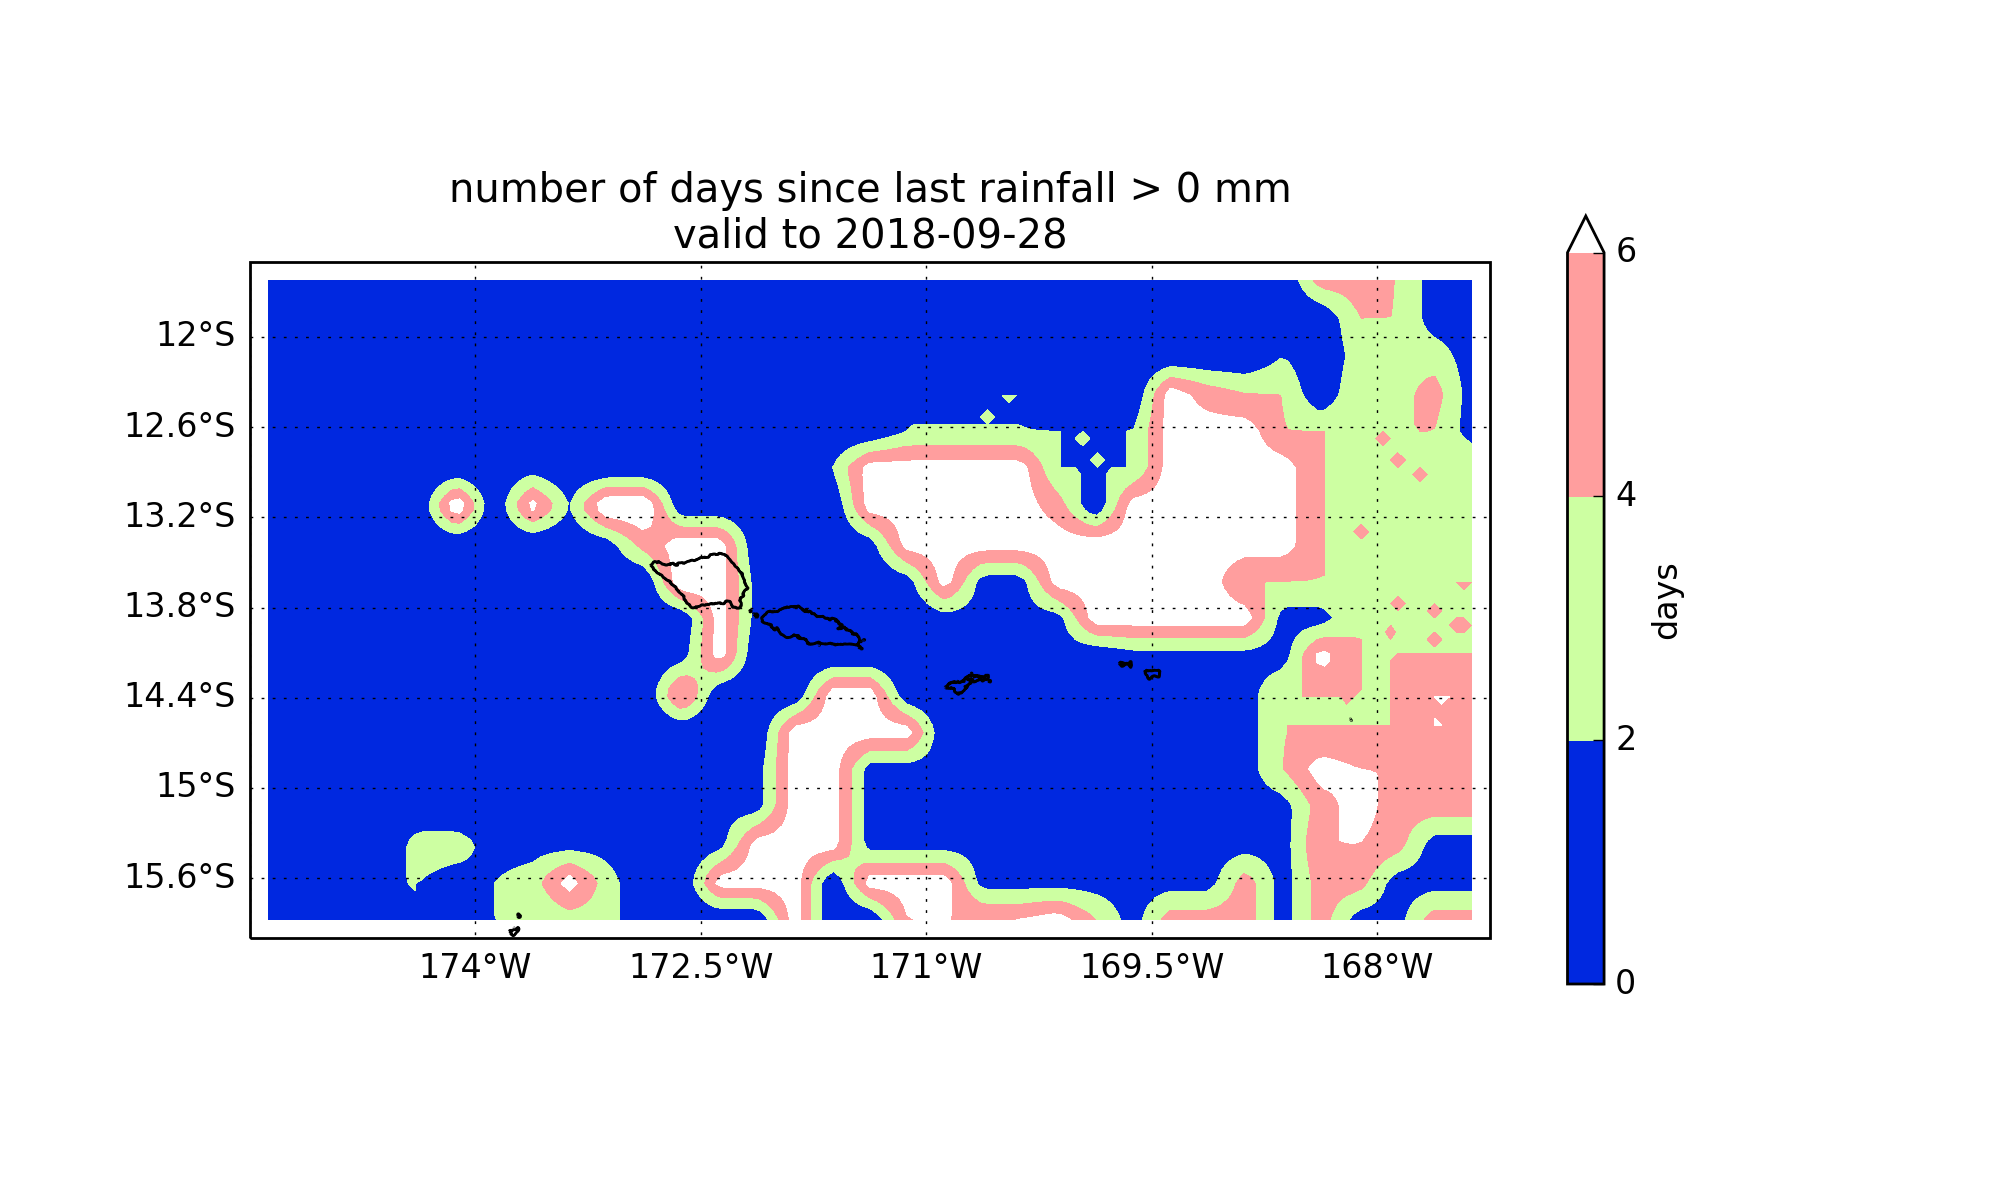 number of days since last rainfall > 0 mm
valid to 2018-09-28
12°S
12.6°S
13.2°S
13.8°S
14.4°S
15°S
15.6°S
174°W
172.5°W
171°W
169.5°W
168°W
6
4
2
0
days